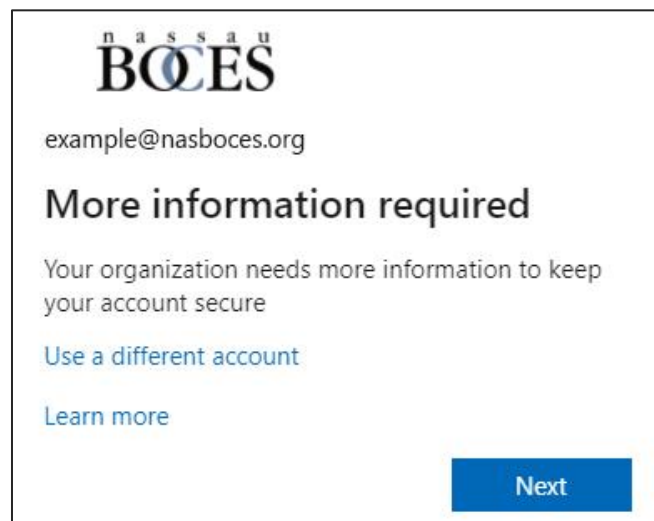 nassau
BOCES
example@nasboces.org
More information required
Your organization needs more information to keep
your account secure
Use a different account
Learn more
Next